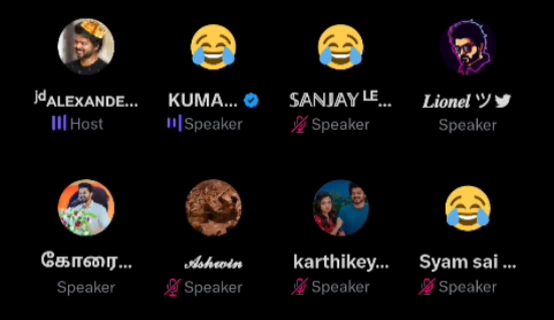 ʲᵈALEXANDE...
KUMA...
SANJAY ᴸᴱ...
Lionel ツ
Host
Speaker
Speaker
Speaker
கோரை...
Ashwin
karthikey...
Syam sai ...
Speaker
Speaker
Speaker
Speaker